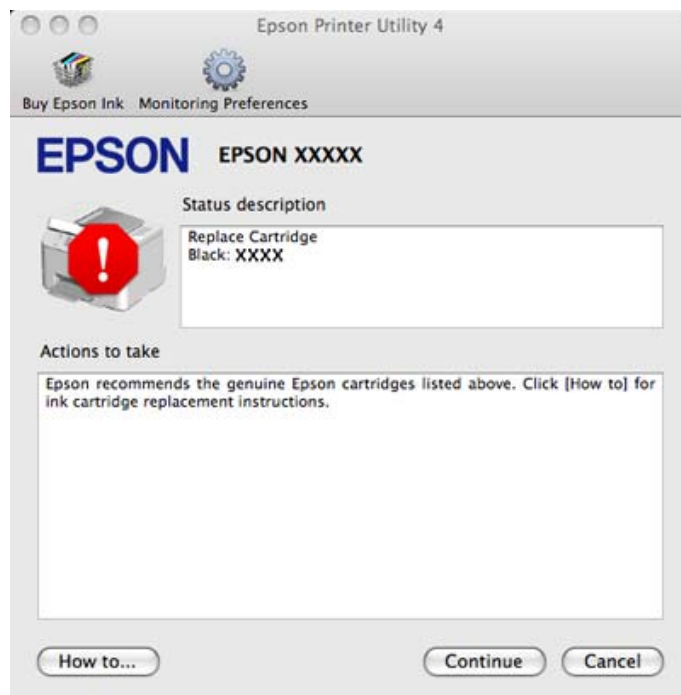 Epson Printer Utility 4
Buy Epson Ink Monitoring Preferences
EPSON EPSON XXXXX
Status description
Replace Cartridge
Black: XXXX
Actions to take
Epson recommends the genuine Epson cartridges listed above. Click [How to] for
ink cartridge replacement instructions.
How to... Continue Cancel